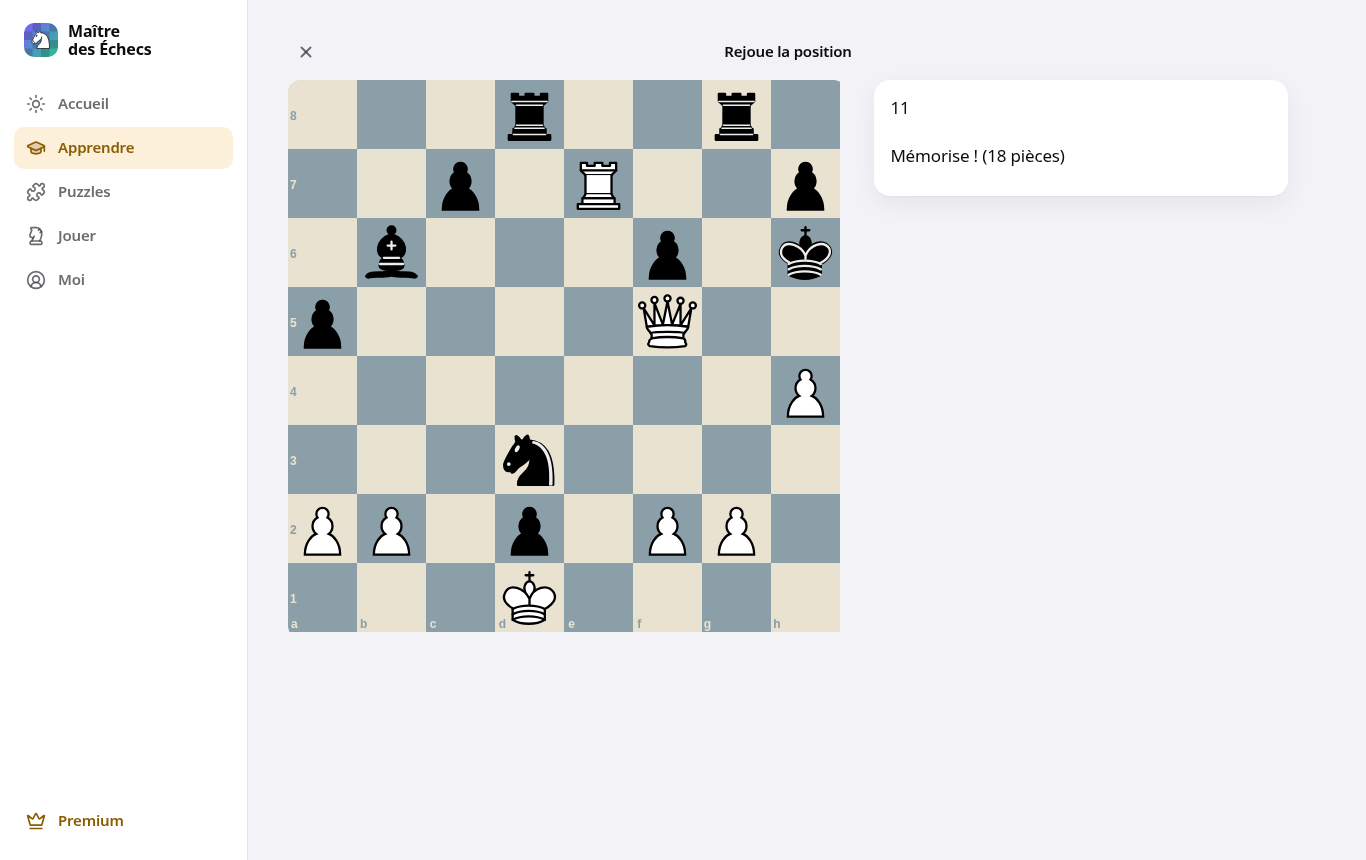 Maître
des Échecs
Accueil
Apprendre
Puzzles
Jouer
Moi
Premium
Rejoue la position
8
7
6
5
4
3
2
1
a b c d e f g h
11
Mémorise ! (18 pièces)